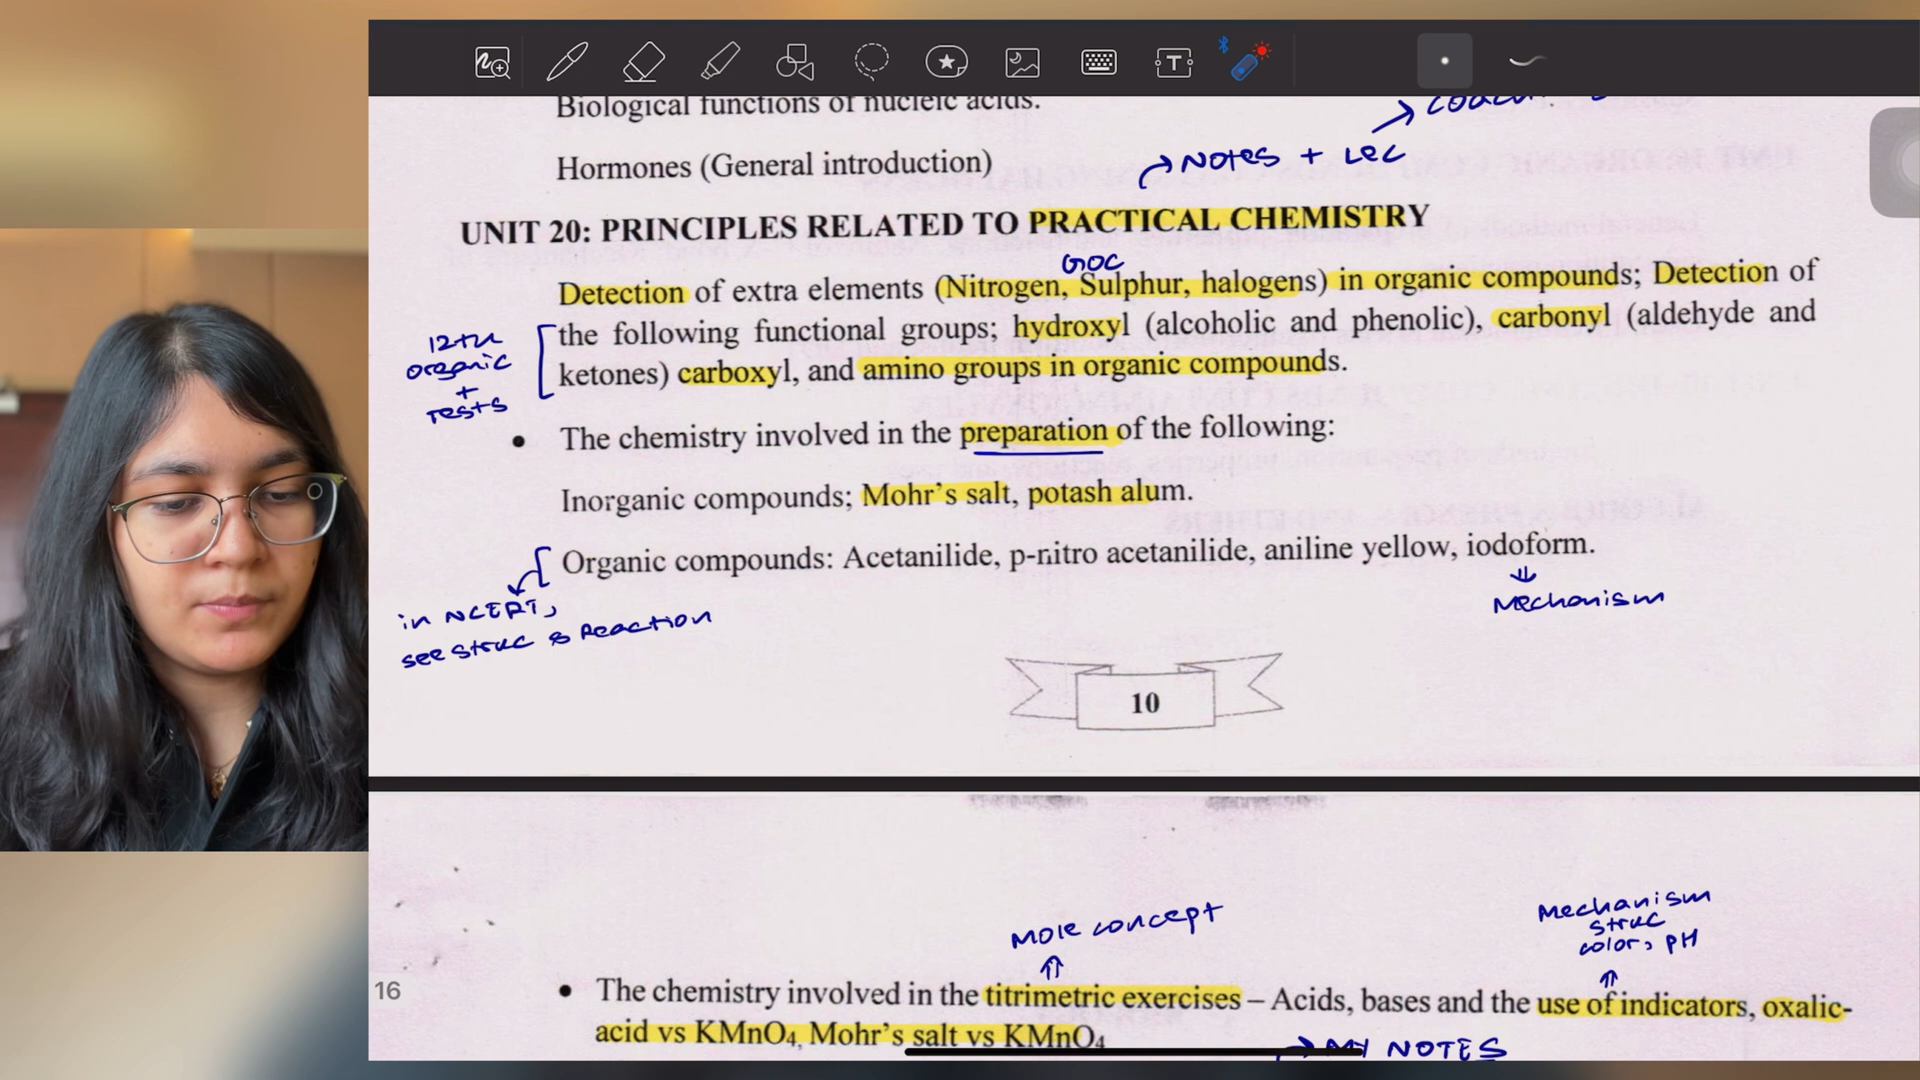 Biological functions of nucleic acids.
Hormones (General introduction)
Notes + Lec
UNIT 20: PRINCIPLES RELATED TO PRACTICAL CHEMISTRY
GOC
Detection of extra elements (Nitrogen, Sulphur, halogens) in organic compounds; Detection of
the following functional groups; hydroxyl (alcoholic and phenolic), carbonyl (aldehyde and
ketones) carboxyl, and amino groups in organic compounds.
12th
organic
+
Tests
• The chemistry involved in the preparation of the following:
Inorganic compounds; Mohr's salt, potash alum.
Organic compounds: Acetanilide, p-nitro acetanilide, aniline yellow, iodoform.
Mechanism
in NCERT,
see struc & Reaction
10
Mole concept
Mechanism
struc
color, pH
16
• The chemistry involved in the titrimetric exercises – Acids, bases and the use of indicators, oxalic-
acid vs KMnO₄, Mohr's salt vs KMnO₄
MY NOTES